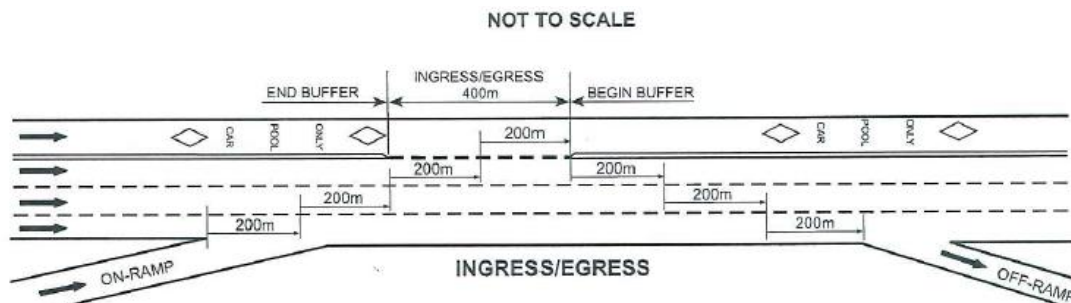 NOT TO SCALE
INGRESS/EGRESS
END BUFFER
400m
BEGIN BUFFER
CAR
POOL
ONLY
200m
CAR
POOL
ONLY
200m
200m
200m
200m
200m
200m
ON-RAMP
INGRESS/EGRESS
OFF-RAMP